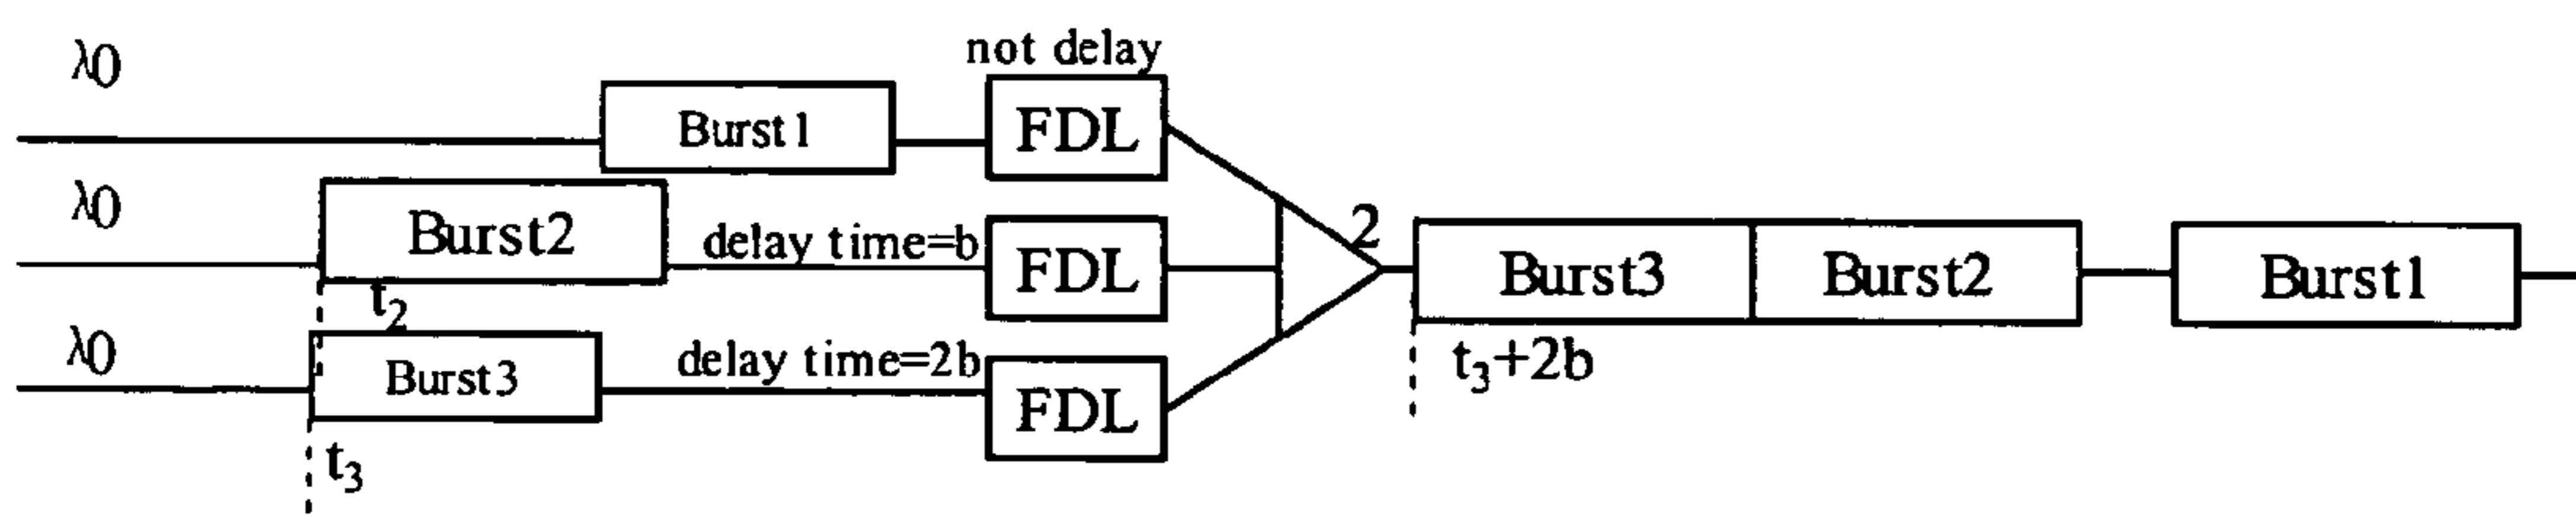 not delay
λ0
Burst1
FDL
λ0
Burst2
delay time=b
FDL
2
Burst3
Burst2
Burst1
t₂
λ0
Burst3
delay time=2b
FDL
t₃+2b
t₃